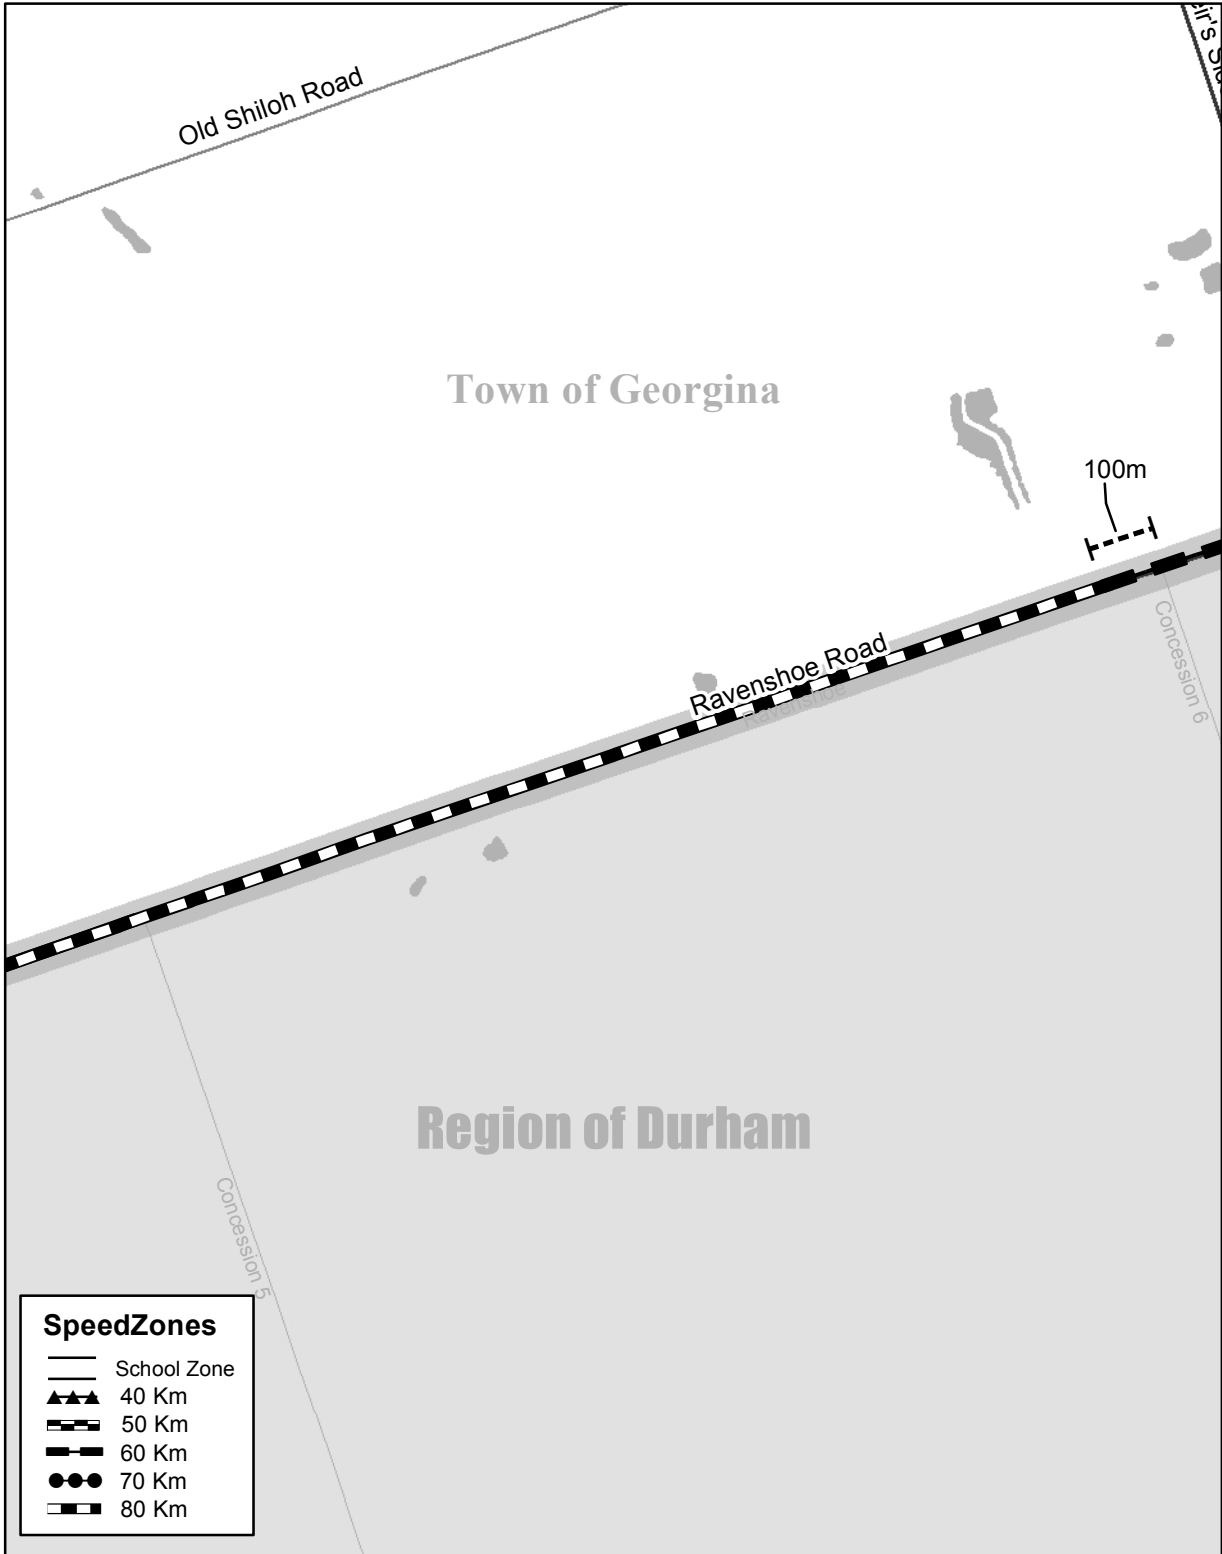 Old Shiloh Road
Town of Georgina
100m
Ravenshoe Road
Ravenshoe
Concession 6
Region of Durham
Concession 5
SpeedZones
School Zone
40 Km
50 Km
60 Km
70 Km
80 Km